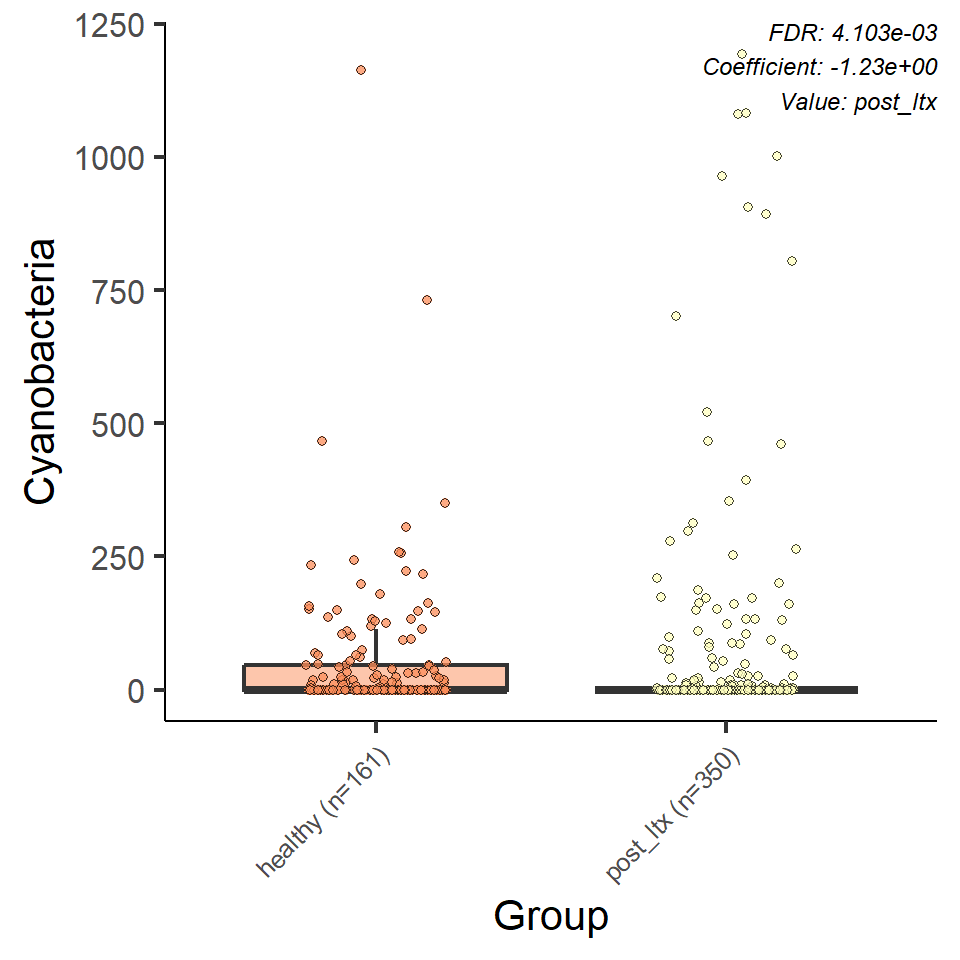 FDR: 4.103e-03
Coefficient: -1.23e+00
Value: post_ltx
Cyanobacteria
1250
1000
750
500
250
0
healthy (n=161)
post_ltx (n=350)
Group